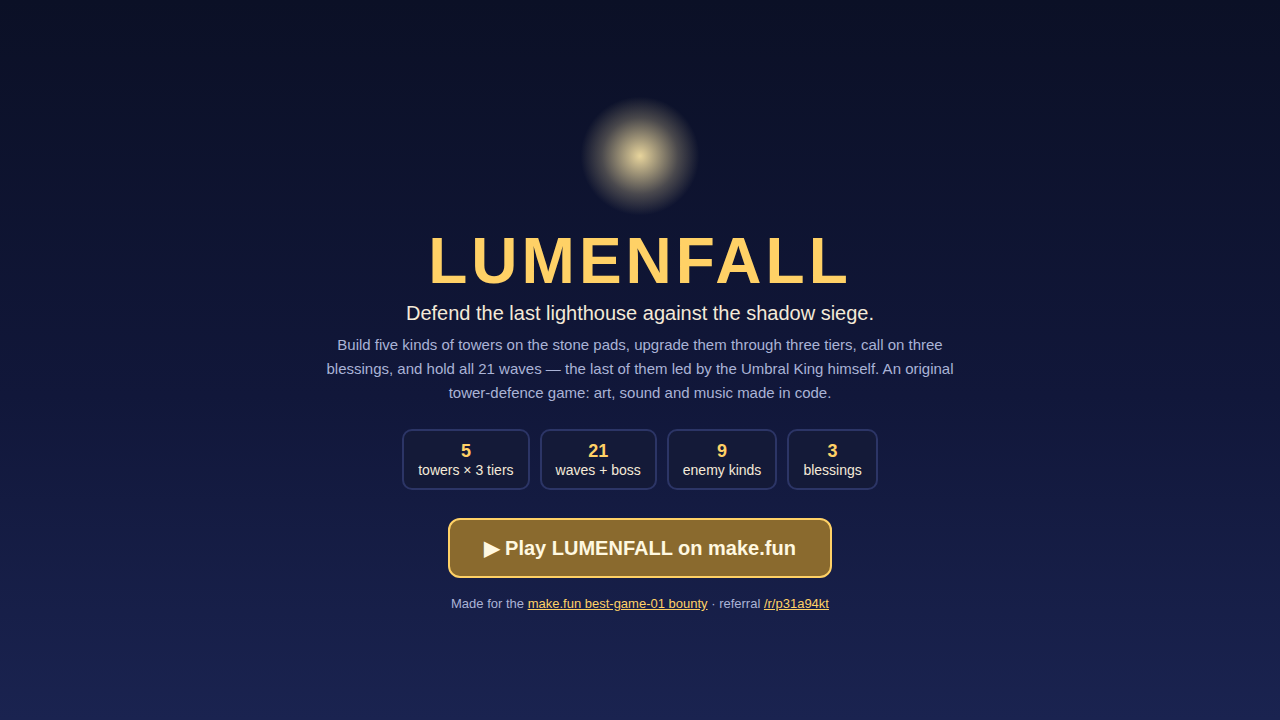 LUMENFALL
Defend the last lighthouse against the shadow siege.
Build five kinds of towers on the stone pads, upgrade them through three tiers, call on three
blessings, and hold all 21 waves — the last of them led by the Umbral King himself. An original
tower-defence game: art, sound and music made in code.
5
towers × 3 tiers
21
waves + boss
9
enemy kinds
3
blessings
▶ Play LUMENFALL on make.fun
Made for the make.fun best-game-01 bounty · referral /r/p31a94kt